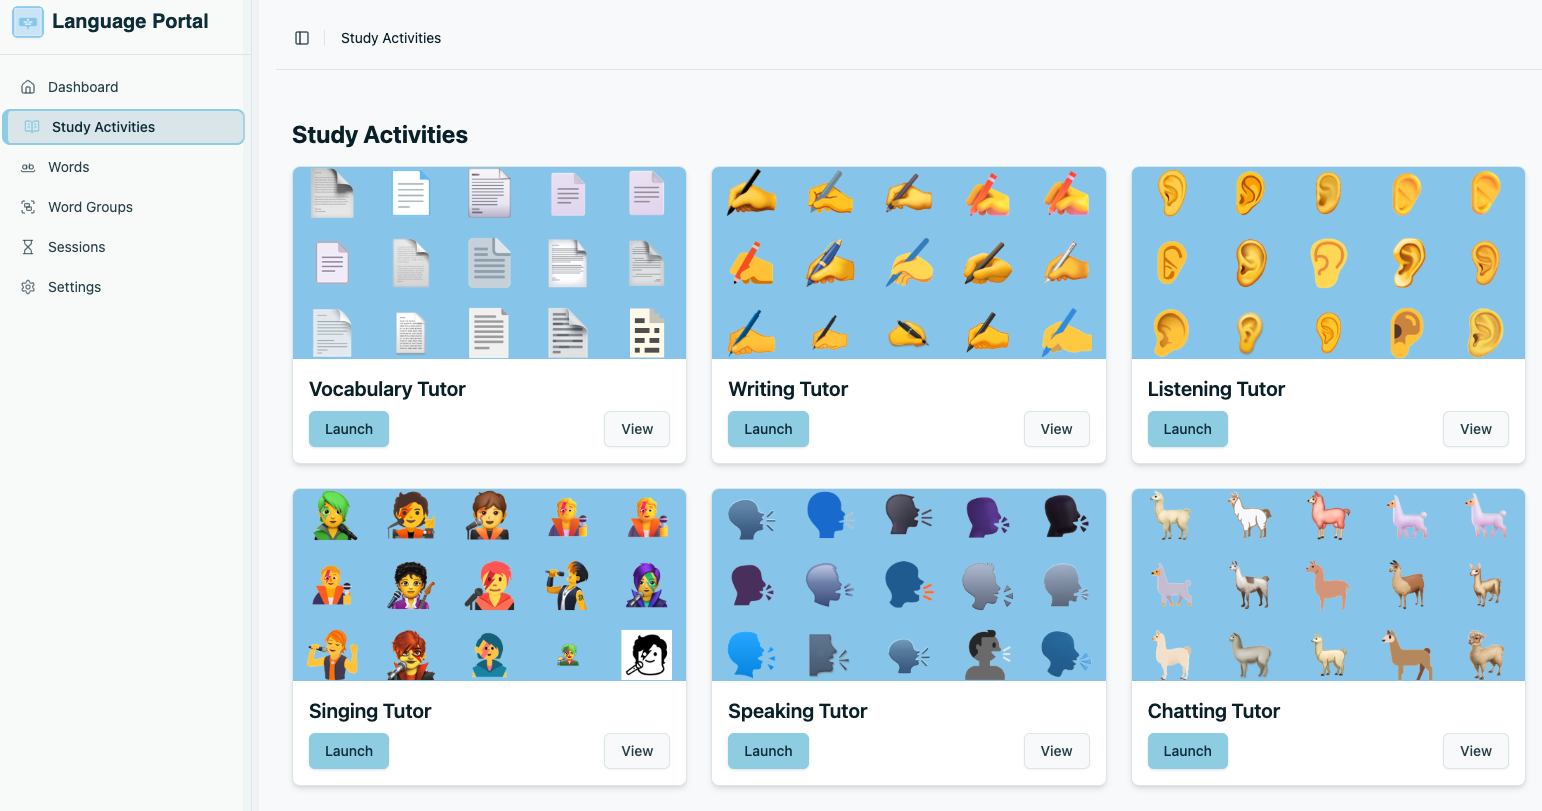 Language Portal
Study Activities
Dashboard
Study Activities
Words
Word Groups
Sessions
Settings
Study Activities
Vocabulary Tutor
Launch
View
Writing Tutor
Launch
View
Listening Tutor
Launch
View
Singing Tutor
Launch
View
Speaking Tutor
Launch
View
Chatting Tutor
Launch
View